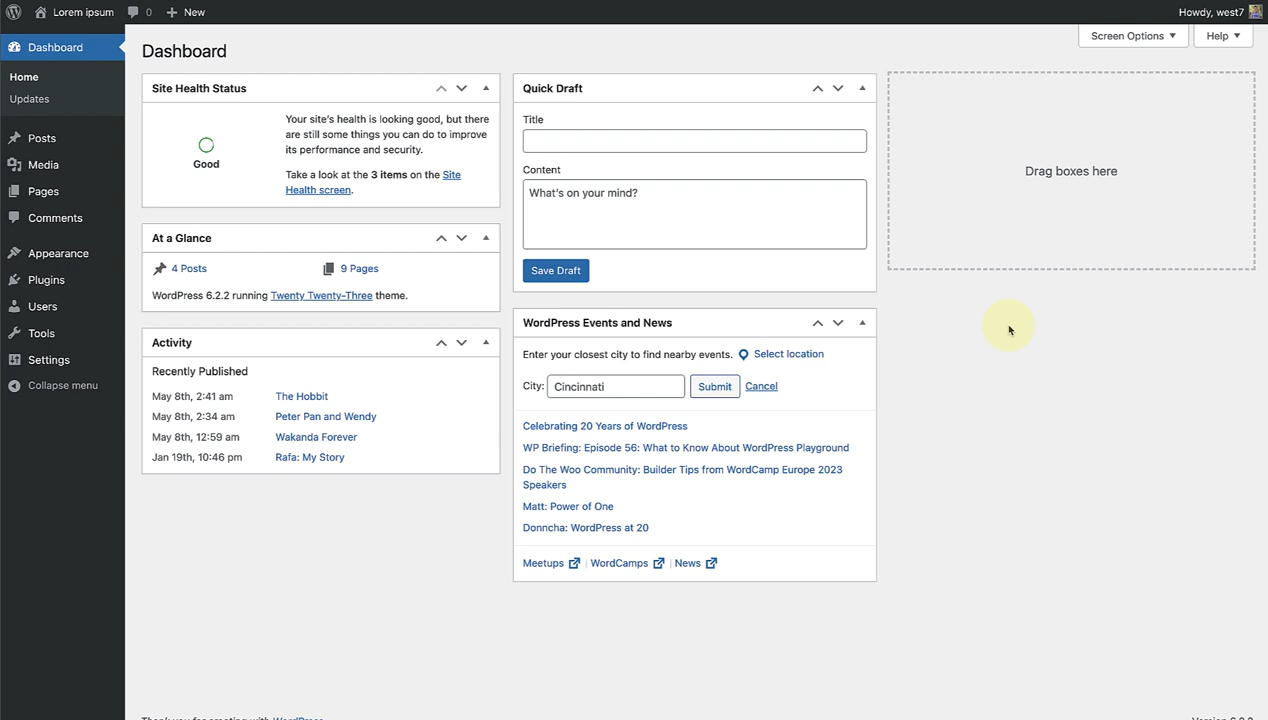 Lorem ipsum
0
New
Howdy, west7
Dashboard
Home
Updates
Posts
Media
Pages
Comments
Appearance
Plugins
Users
Tools
Settings
Collapse menu
Screen Options
Help
Dashboard
Site Health Status
Good
Your site's health is looking good, but there
are still some things you can do to improve
its performance and security.
Take a look at the 3 items on the Site
Health screen.
At a Glance
4 Posts
9 Pages
WordPress 6.2.2 running Twenty Twenty-Three theme.
Activity
Recently Published
May 8th, 2:41 am The Hobbit
May 8th, 2:34 am Peter Pan and Wendy
May 8th, 12:59 am Wakanda Forever
Jan 19th, 10:46 pm Rafa: My Story
Quick Draft
Title
Content
What's on your mind?
Save Draft
WordPress Events and News
Enter your closest city to find nearby events. Select location
City: Cincinnati Submit Cancel
Celebrating 20 Years of WordPress
WP Briefing: Episode 56: What to Know About WordPress Playground
Do The Woo Community: Builder Tips from WordCamp Europe 2023
Speakers
Matt: Power of One
Donncha: WordPress at 20
Meetups | WordCamps | News
Drag boxes here
Thank you for creating with WordPress
Version 6.2.2